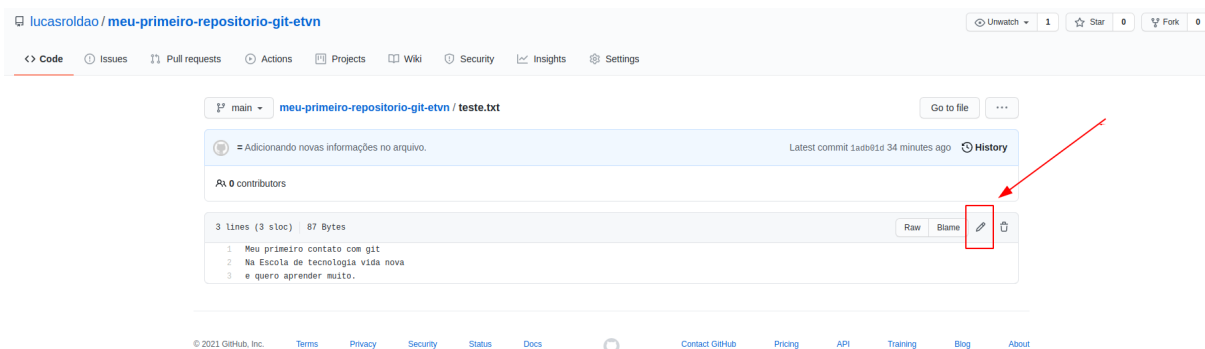 lucasroldao / meu-primeiro-repositorio-git-etvn
Unwatch 1 Star 0 Fork 0
<> Code Issues Pull requests Actions Projects Wiki Security Insights Settings
main meu-primeiro-repositorio-git-etvn / teste.txt Go to file ...
= Adicionando novas informações no arquivo. Latest commit 1adb01d 34 minutes ago History
0 contributors
3 lines (3 sloc) 87 Bytes Raw Blame
1 Meu primeiro contato com git
2 Na Escola de tecnologia vida nova
3 e quero aprender muito.
© 2021 GitHub, Inc. Terms Privacy Security Status Docs Contact GitHub Pricing API Training Blog About